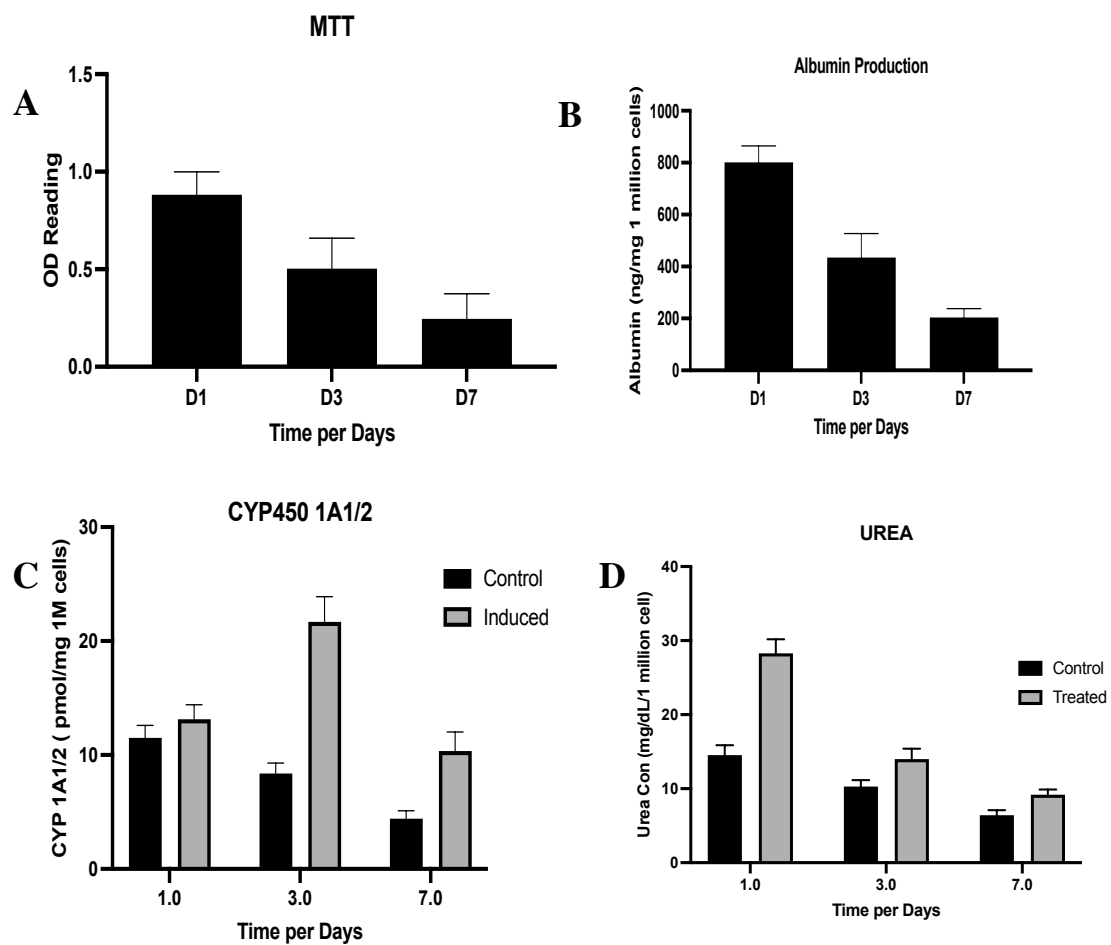 MTT
A
OD Reading
1.5
1.0
0.5
0.0
D1 D3 D7
Time per Days
Albumin Production
B
Albumin (ng/mg 1 million cells)
1000
800
600
400
200
0
D1 D3 D7
Time per Days
CYP450 1A1/2
C
CYP 1A1/2 ( pmol/mg 1M cells)
30
20
10
0
Control
Induced
1.0 3.0 7.0
Time per Days
UREA
D
Urea Con (mg/dL/1 million cell)
40
30
20
10
0
Control
Treated
1.0 3.0 7.0
Time per Days